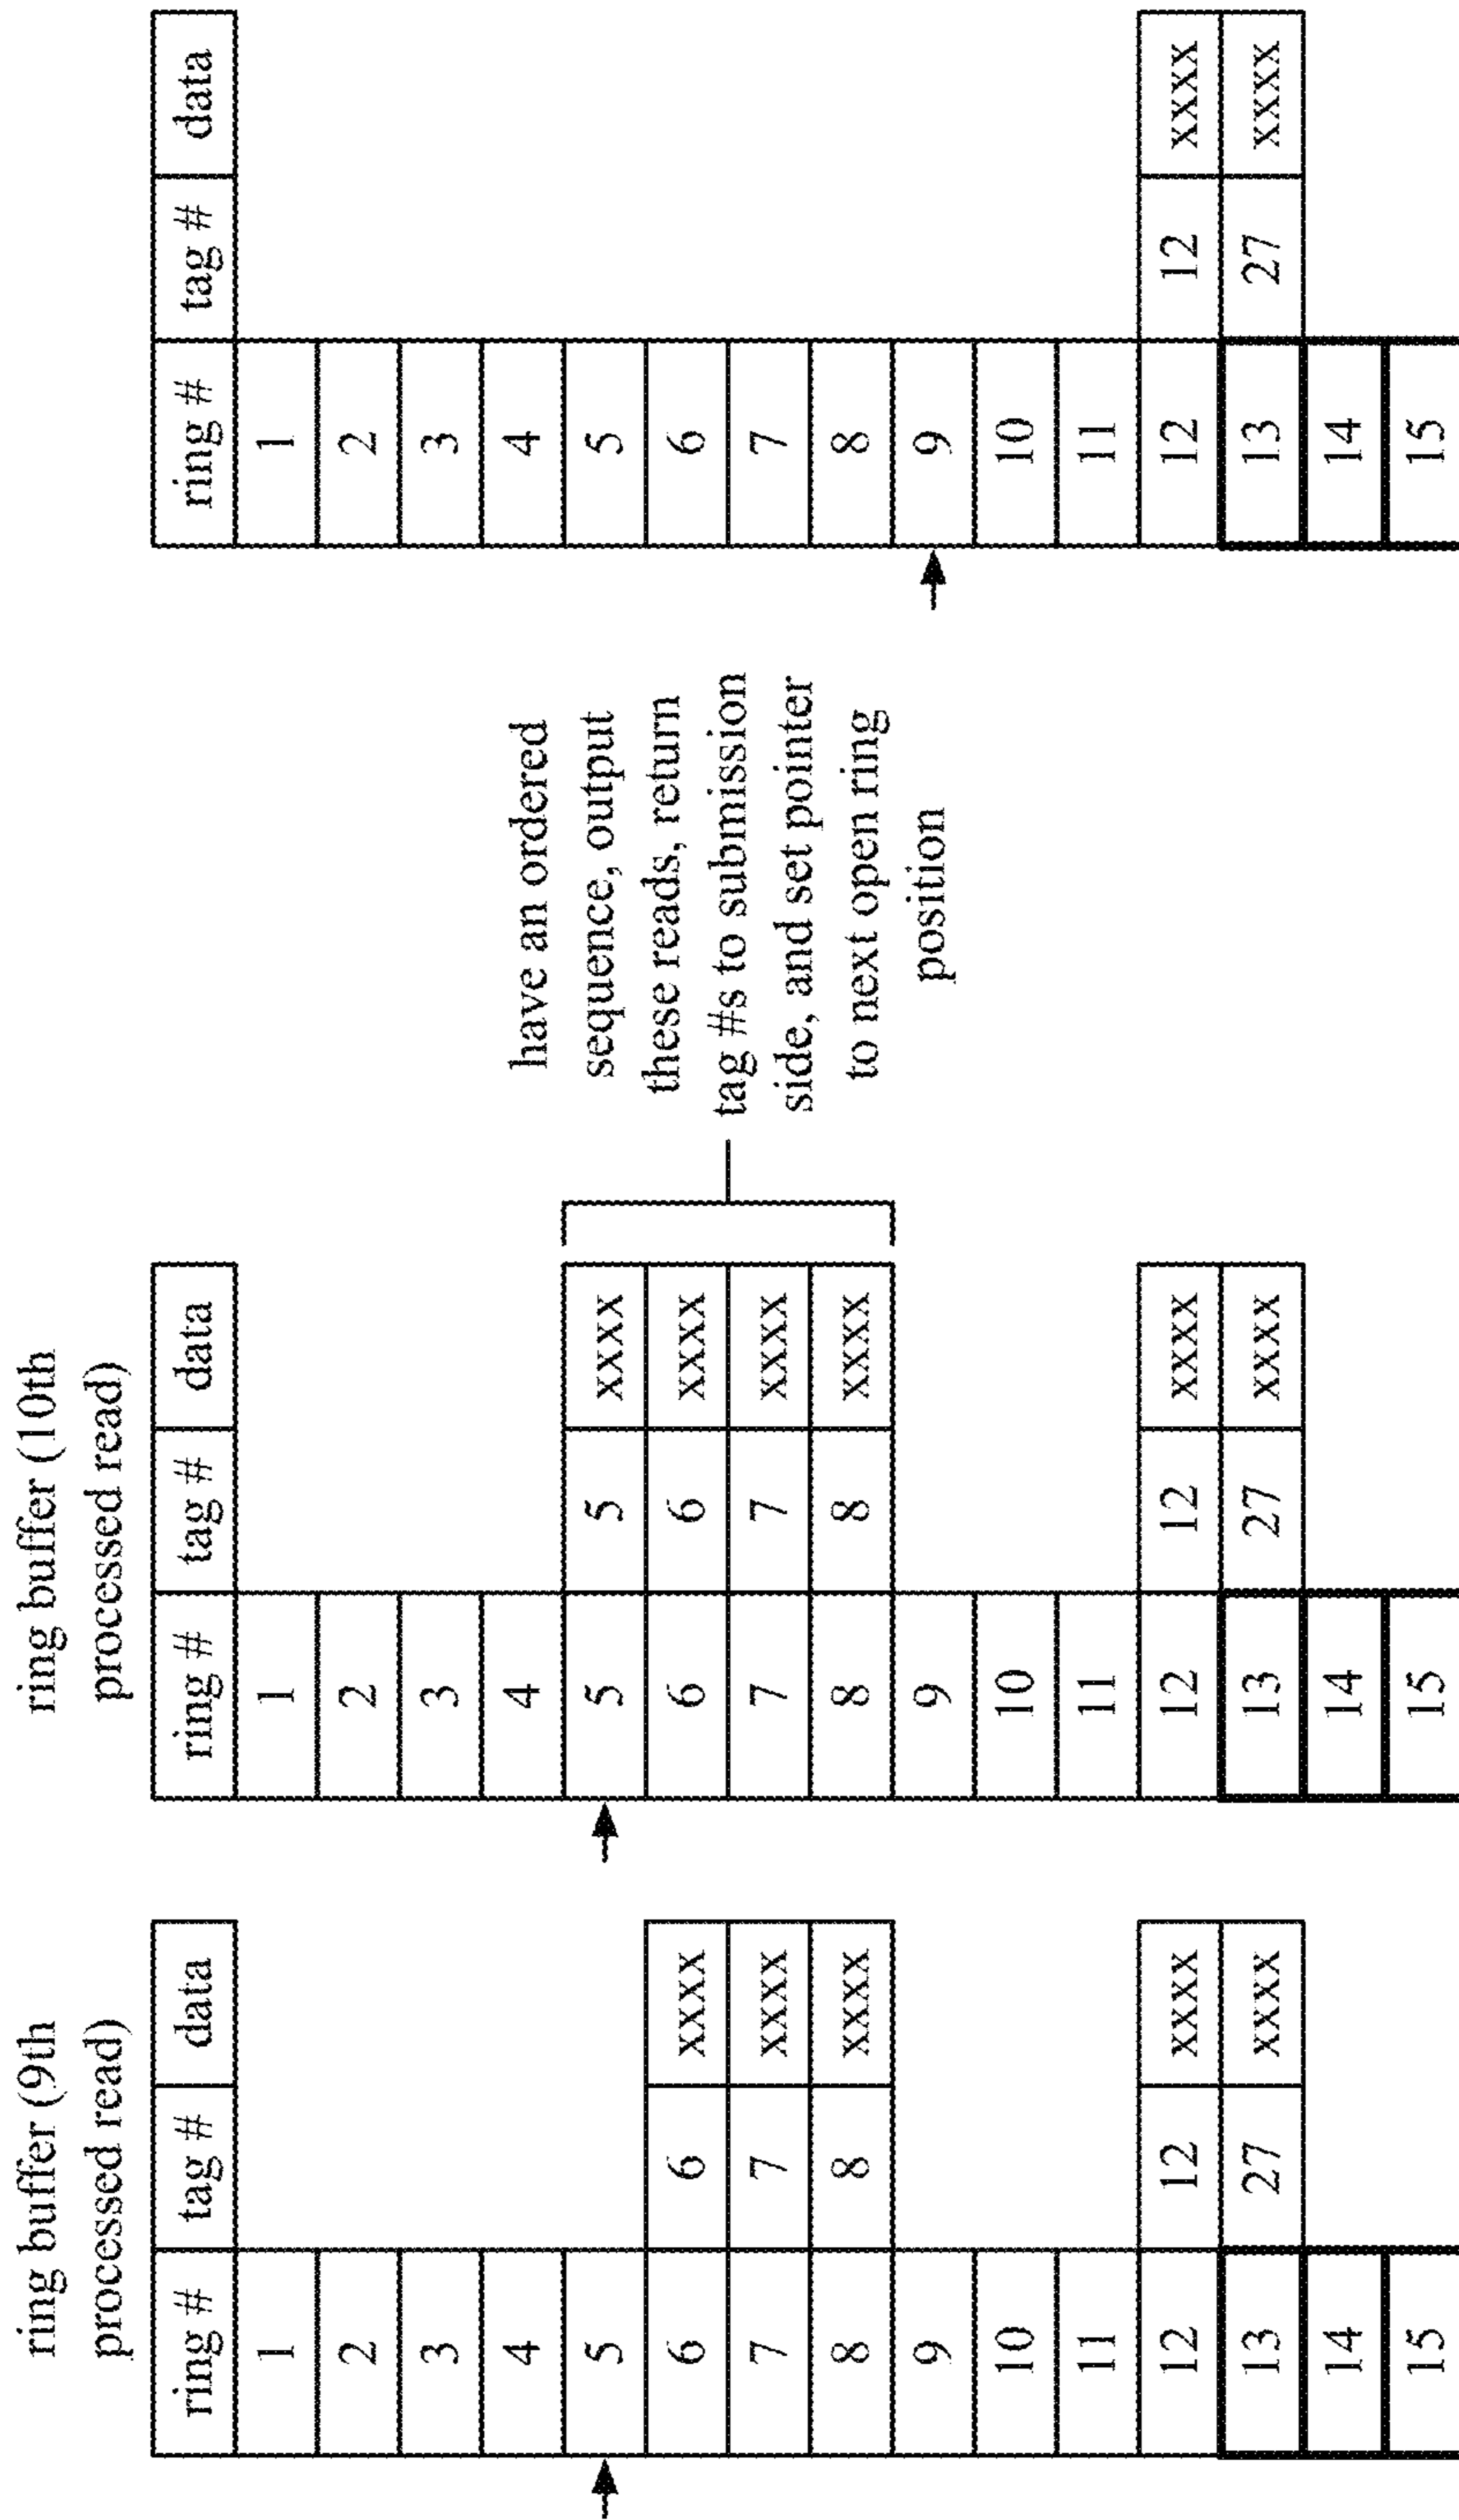 ring buffer (9th
processed read)
ring # tag # data
1
2
3
4
5
6 6 xxxx
7 7 xxxx
8 8 xxxx
9
10
11
12 12 xxxx
13 27 xxxx
14
15
ring buffer (10th
processed read)
ring # tag # data
1
2
3
4
5 5 xxxx
6 6 xxxx
7 7 xxxx
8 8 xxxx
9
10
11
12 12 xxxx
13 27 xxxx
14
15
have an ordered
sequence, output
these reads, return
tag #s to submission
side, and set pointer
to next open ring
position
ring # tag # data
1
2
3
4
5
6
7
8
9
10
11
12 12 xxxx
13 27 xxxx
14
15